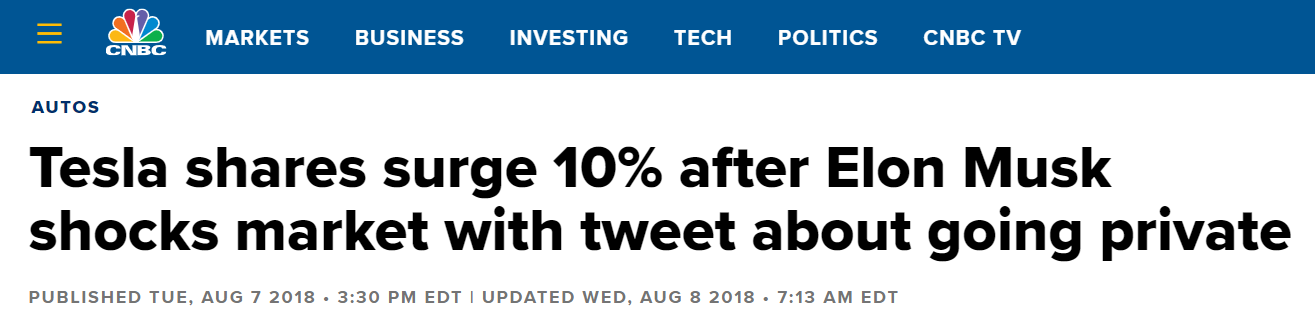 CNBC
MARKETS BUSINESS INVESTING TECH POLITICS CNBC TV
AUTOS
Tesla shares surge 10% after Elon Musk
shocks market with tweet about going private
PUBLISHED TUE, AUG 7 2018 • 3:30 PM EDT | UPDATED WED, AUG 8 2018 • 7:13 AM EDT